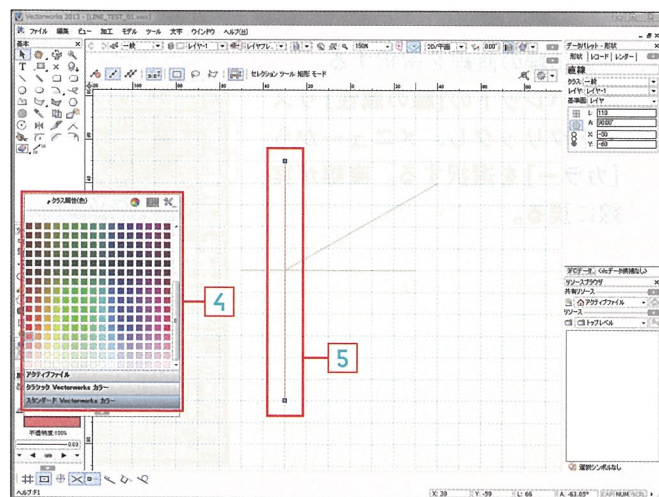 Vectorworks 2013 - [LINE_TEST_01.vwx]
ファイル 編集 ビュー 加工 モデル ツール 文字 ウインドウ ヘルプ(H)
基本
一般
レイヤ-1
150%
2D/平面
0.00°
セレクション ツール 矩形 モード
データパレット - 形状
形状 レコード レンダー
直線
クラス: 一般
レイヤ: レイヤ-1
基準面: レイヤ
L: 110
A: 90.00°
X: -30
Y: -60
リソースブラウザ
共有リソース
アクティブファイル
リソース
トップレベル
選択シンボルなし
クラス属性(色)
アクティブファイル
クラシック Vectorworks カラー
スタンダード Vectorworks カラー
4
5
不透明度:100%
0.03
ヘルプ:F1
X: 39
Y: -59
L: 66
A: -63.05°
CAP NUM SCRL